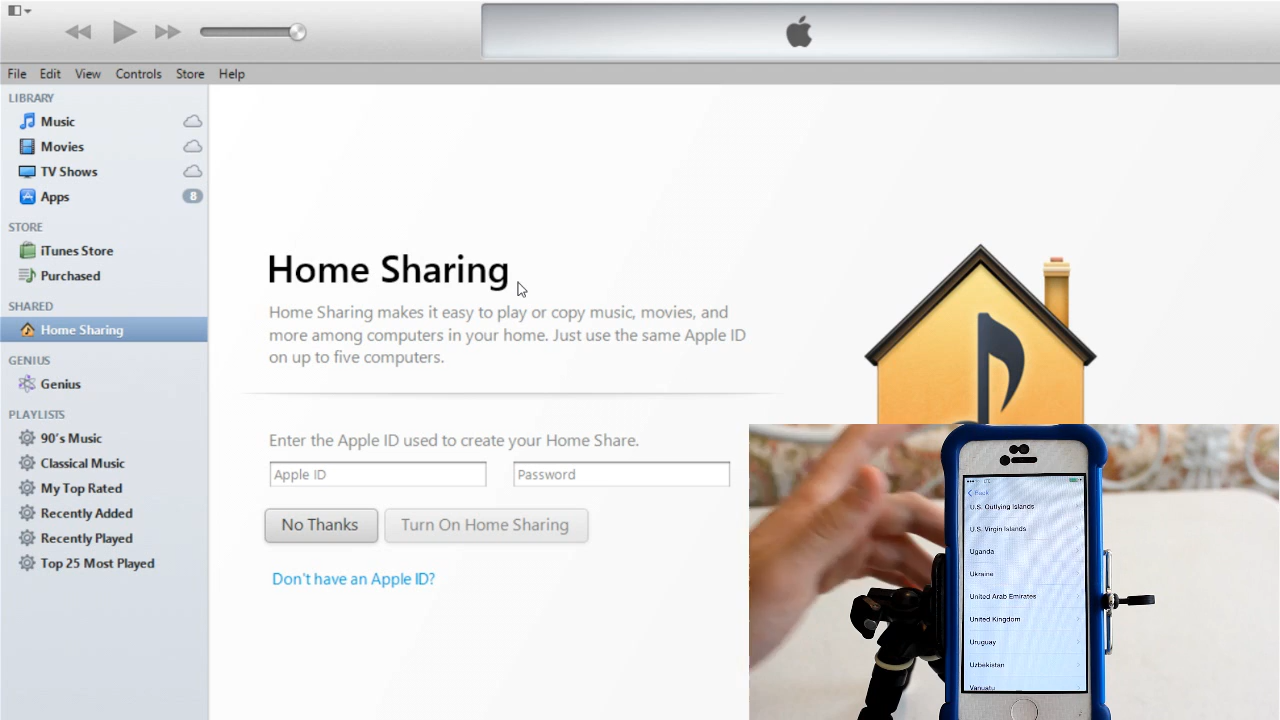 File Edit View Controls Store Help
LIBRARY
Music
Movies
TV Shows
Apps 8
STORE
iTunes Store
Purchased
SHARED
Home Sharing
GENIUS
Genius
PLAYLISTS
90's Music
Classical Music
My Top Rated
Recently Added
Recently Played
Top 25 Most Played
Home Sharing
Home Sharing makes it easy to play or copy music, movies, and
more among computers in your home. Just use the same Apple ID
on up to five computers.
Enter the Apple ID used to create your Home Share.
Apple ID Password
No Thanks Turn On Home Sharing
Don't have an Apple ID?
Back
U.S. Outlying Islands
U.S. Virgin Islands
Uganda
Ukraine
United Arab Emirates
United Kingdom
Uruguay
Uzbekistan
Vanuatu